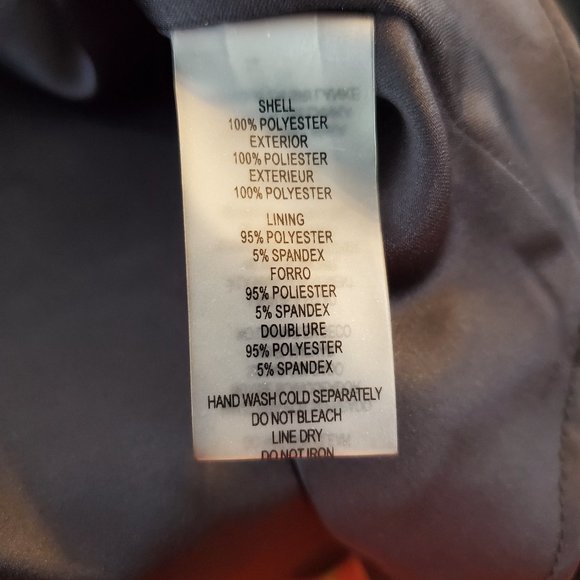 SHELL
100% POLYESTER
EXTERIOR
100% POLIESTER
EXTERIEUR
100% POLYESTER
LINING
95% POLYESTER
5% SPANDEX
FORRO
95% POLIESTER
5% SPANDEX
DOUBLURE
95% POLYESTER
5% SPANDEX
HAND WASH COLD SEPARATELY
DO NOT BLEACH
LINE DRY
DO NOT IRON